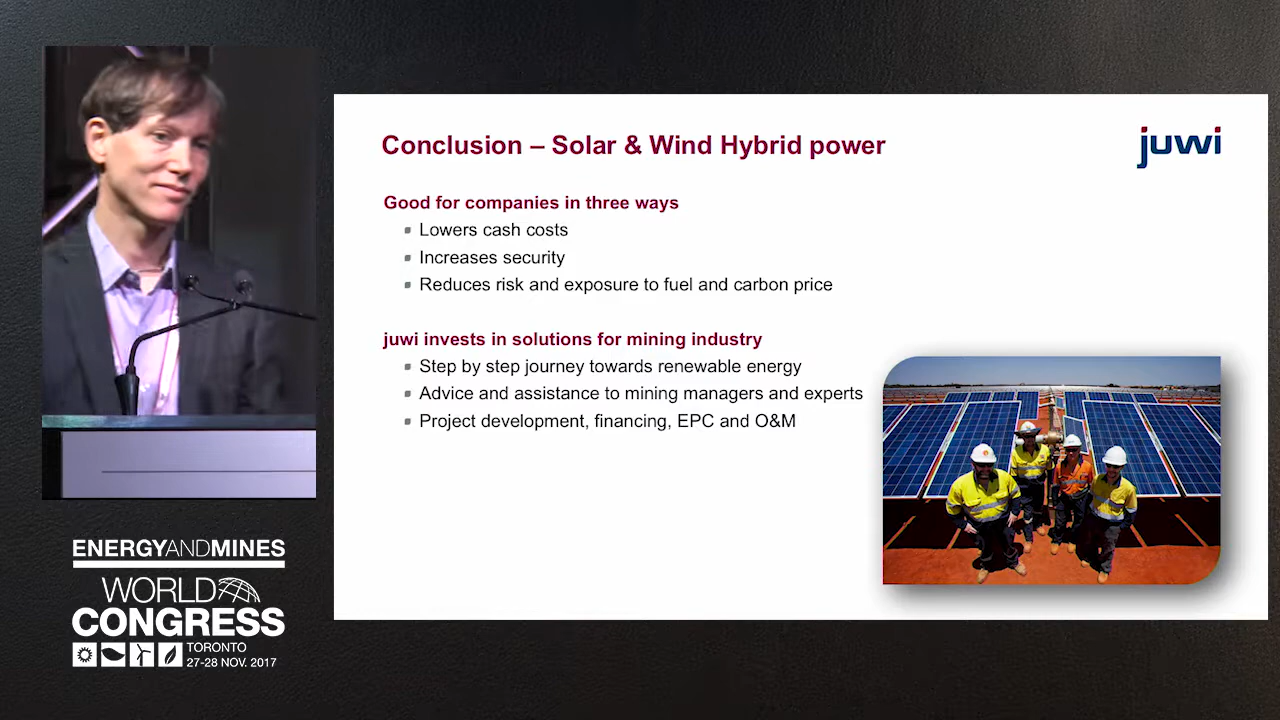 Conclusion – Solar & Wind Hybrid power
juwi
Good for companies in three ways
Lowers cash costs
Increases security
Reduces risk and exposure to fuel and carbon price
juwi invests in solutions for mining industry
Step by step journey towards renewable energy
Advice and assistance to mining managers and experts
Project development, financing, EPC and O&M
ENERGYANDMINES
WORLD
CONGRESS
TORONTO
27-28 NOV. 2017